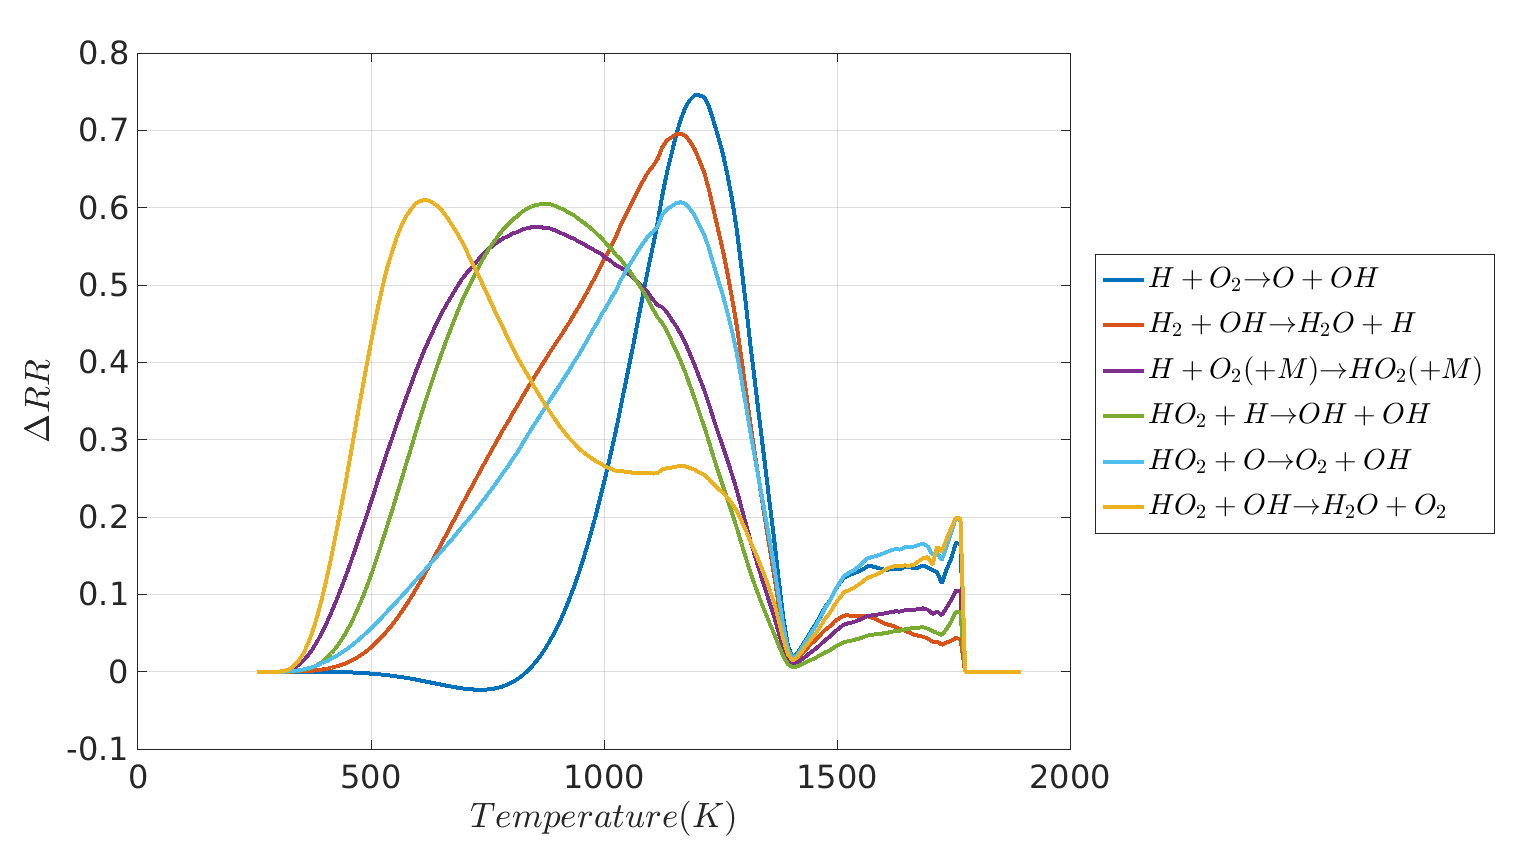 0.8
0.7
0.6
0.5
0.4
0.3
0.2
0.1
0
-0.1
ΔRR
0 500 1000 1500 2000
Temperature(K)
H + O₂→O + OH
H₂ + OH→H₂O + H
H + O₂(+M)→HO₂(+M)
HO₂ + H→OH + OH
HO₂ + O→O₂ + OH
HO₂ + OH→H₂O + O₂